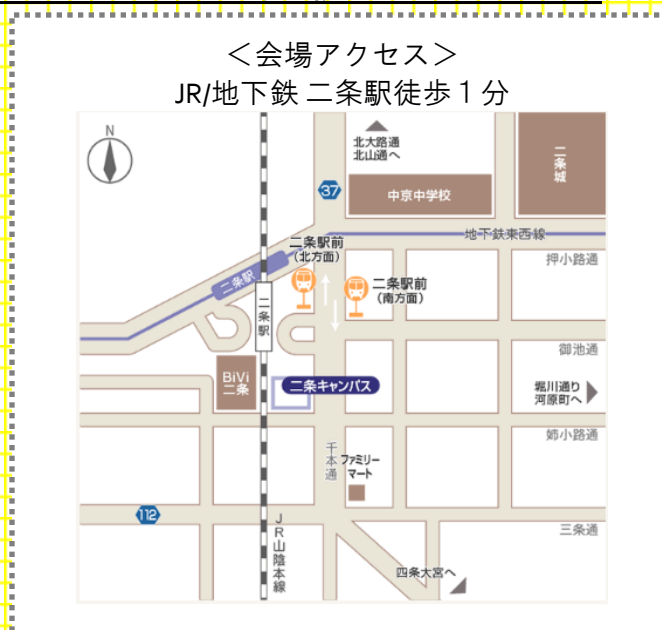 ＜会場アクセス＞
JR/地下鉄 二条駅徒歩１分
N
北大路通
北山通へ
37
中京中学校
二条城
地下鉄東西線
二条駅前
(北方面)
押小路通
二条駅
二条駅前
(南方面)
二条駅
御池通
BiVi
二条
二条キャンパス
堀川通り
河原町へ
姉小路通
千本通
ファミリー
マート
112
三条通
JR山陰本線
四条大宮へ